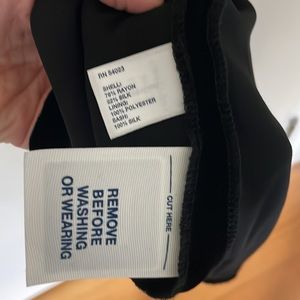 RN 54003
SHELL:
78% RAYON
22% SILK
LINING:
100% POLYESTER
SASH:
100% SILK
REMOVE
BEFORE
WASHING
OR WEARING
CUT HERE